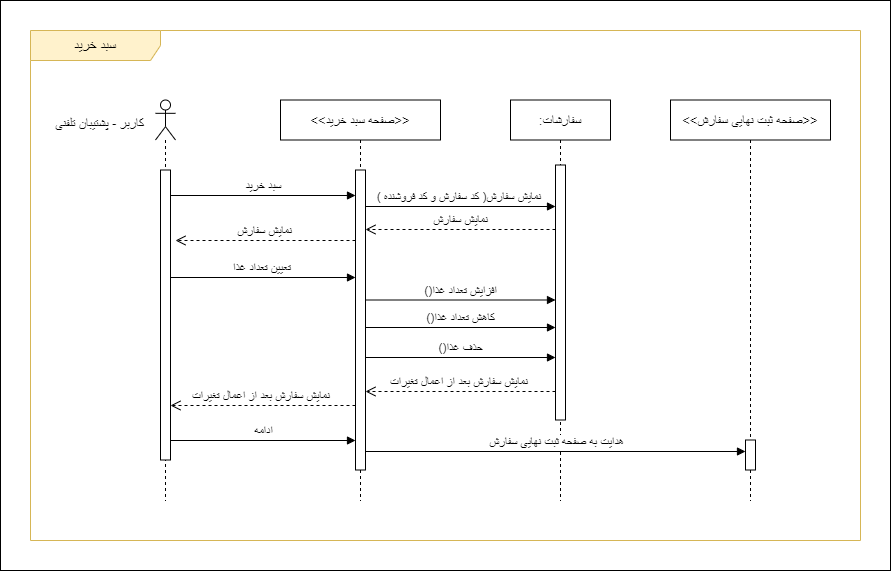 سبد خرید
کاربر - پشتیبان تلفنی
<<صفحه سبد خرید>>
سفارشات:
<<صفحه ثبت نهایی سفارش>>
سبد خرید
نمایش سفارش( کد سفارش و کد فروشنده )
نمایش سفارش
نمایش سفارش
تعیین تعداد غذا
افزایش تعداد غذا()
کاهش تعداد غذا()
حذف غذا()
نمایش سفارش بعد از اعمال تغیرات
نمایش سفارش بعد از اعمال تغیرات
ادامه
هدایت به صفحه ثبت نهایی سفارش